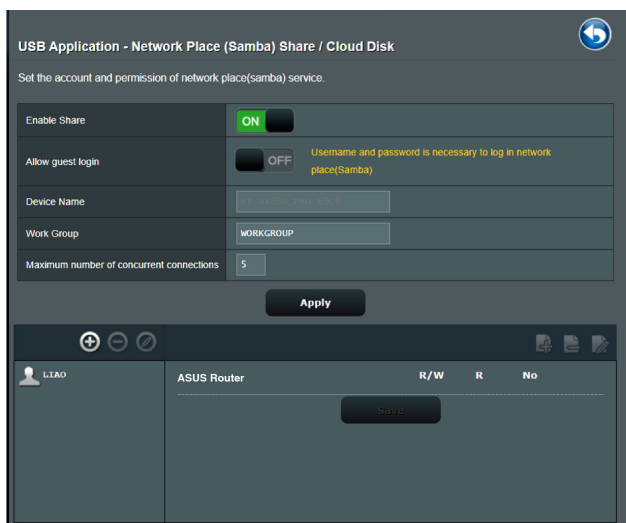 USB Application - Network Place (Samba) Share / Cloud Disk
Set the account and permission of network place(samba) service.
Enable Share
ON
Allow guest login
OFF
Username and password is necessary to log in network
place(Samba)
Device Name
Work Group
WORKGROUP
Maximum number of concurrent connections
5
Apply
LIAO
ASUS Router
R/W
R
No
Save